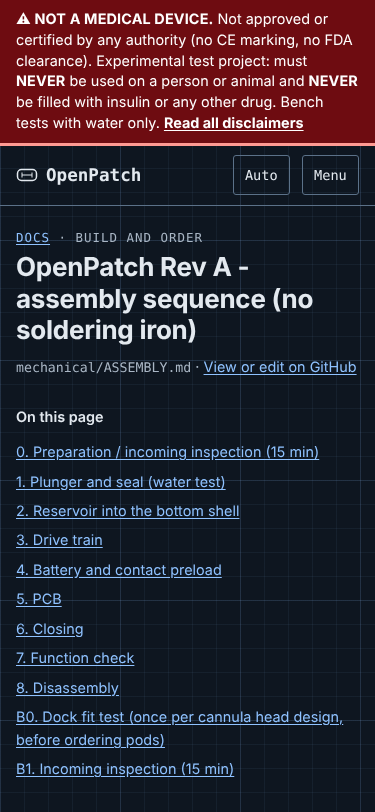 ⚠ NOT A MEDICAL DEVICE. Not approved or
certified by any authority (no CE marking, no FDA
clearance). Experimental test project: must
NEVER be used on a person or animal and NEVER
be filled with insulin or any other drug. Bench
tests with water only. Read all disclaimers
OpenPatch
Auto
Menu
DOCS · BUILD AND ORDER
OpenPatch Rev A -
assembly sequence (no
soldering iron)
mechanical/ASSEMBLY.md · View or edit on GitHub
On this page
0. Preparation / incoming inspection (15 min)
1. Plunger and seal (water test)
2. Reservoir into the bottom shell
3. Drive train
4. Battery and contact preload
5. PCB
6. Closing
7. Function check
8. Disassembly
B0. Dock fit test (once per cannula head design,
before ordering pods)
B1. Incoming inspection (15 min)